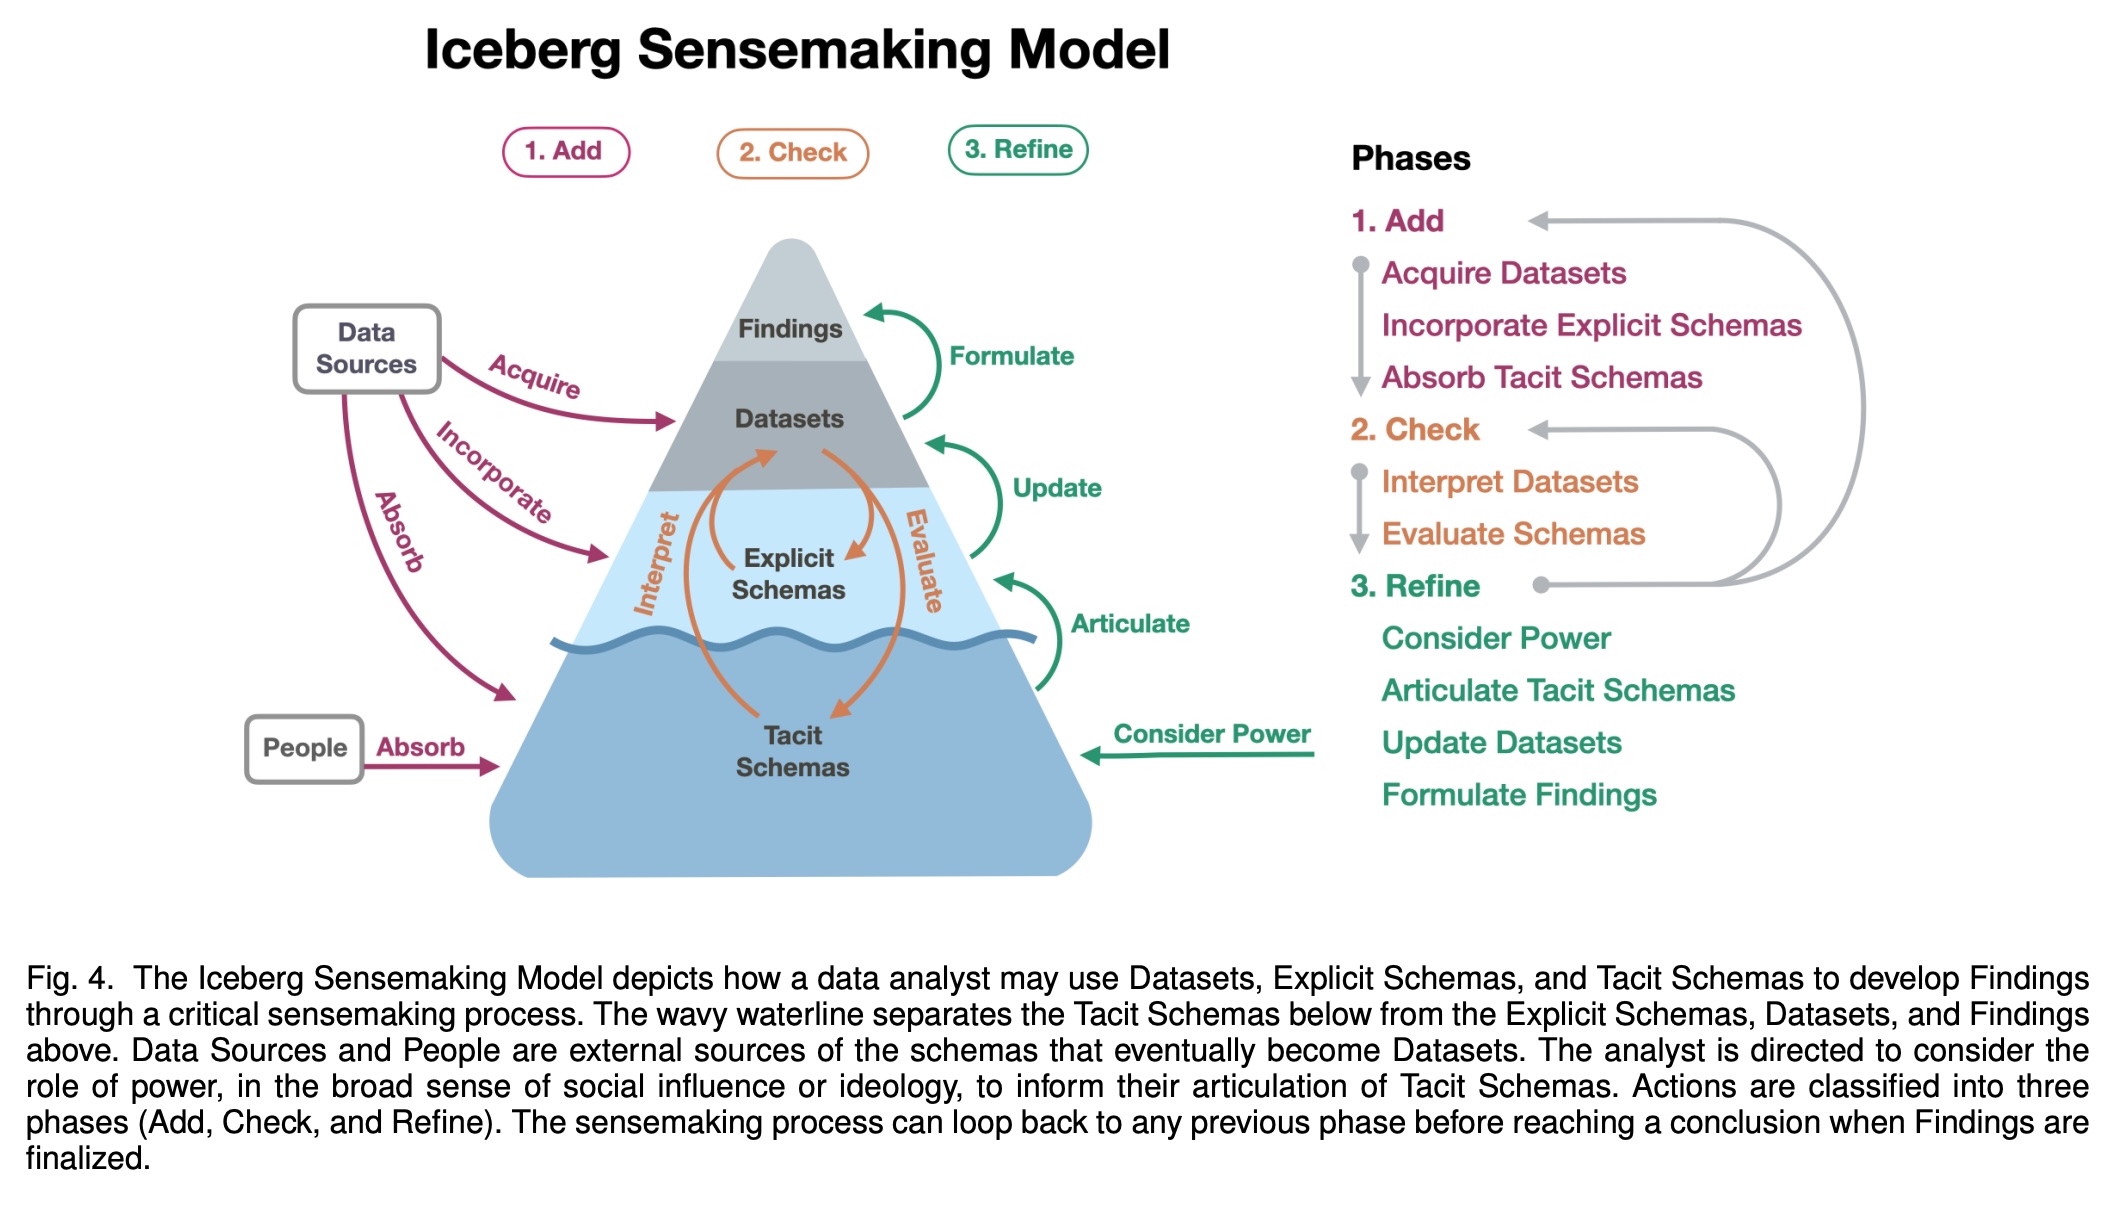 Iceberg Sensemaking Model
1. Add
2. Check
3. Refine
Data
Sources
People
Acquire
Incorporate
Absorb
Absorb
Findings
Datasets
Explicit
Schemas
Tacit
Schemas
Interpret
Evaluate
Formulate
Update
Articulate
Consider Power
Phases
1. Add
Acquire Datasets
Incorporate Explicit Schemas
Absorb Tacit Schemas
2. Check
Interpret Datasets
Evaluate Schemas
3. Refine
Consider Power
Articulate Tacit Schemas
Update Datasets
Formulate Findings
Fig. 4. The Iceberg Sensemaking Model depicts how a data analyst may use Datasets, Explicit Schemas, and Tacit Schemas to develop Findings
through a critical sensemaking process. The wavy waterline separates the Tacit Schemas below from the Explicit Schemas, Datasets, and Findings
above. Data Sources and People are external sources of the schemas that eventually become Datasets. The analyst is directed to consider the
role of power, in the broad sense of social influence or ideology, to inform their articulation of Tacit Schemas. Actions are classified into three
phases (Add, Check, and Refine). The sensemaking process can loop back to any previous phase before reaching a conclusion when Findings are
finalized.